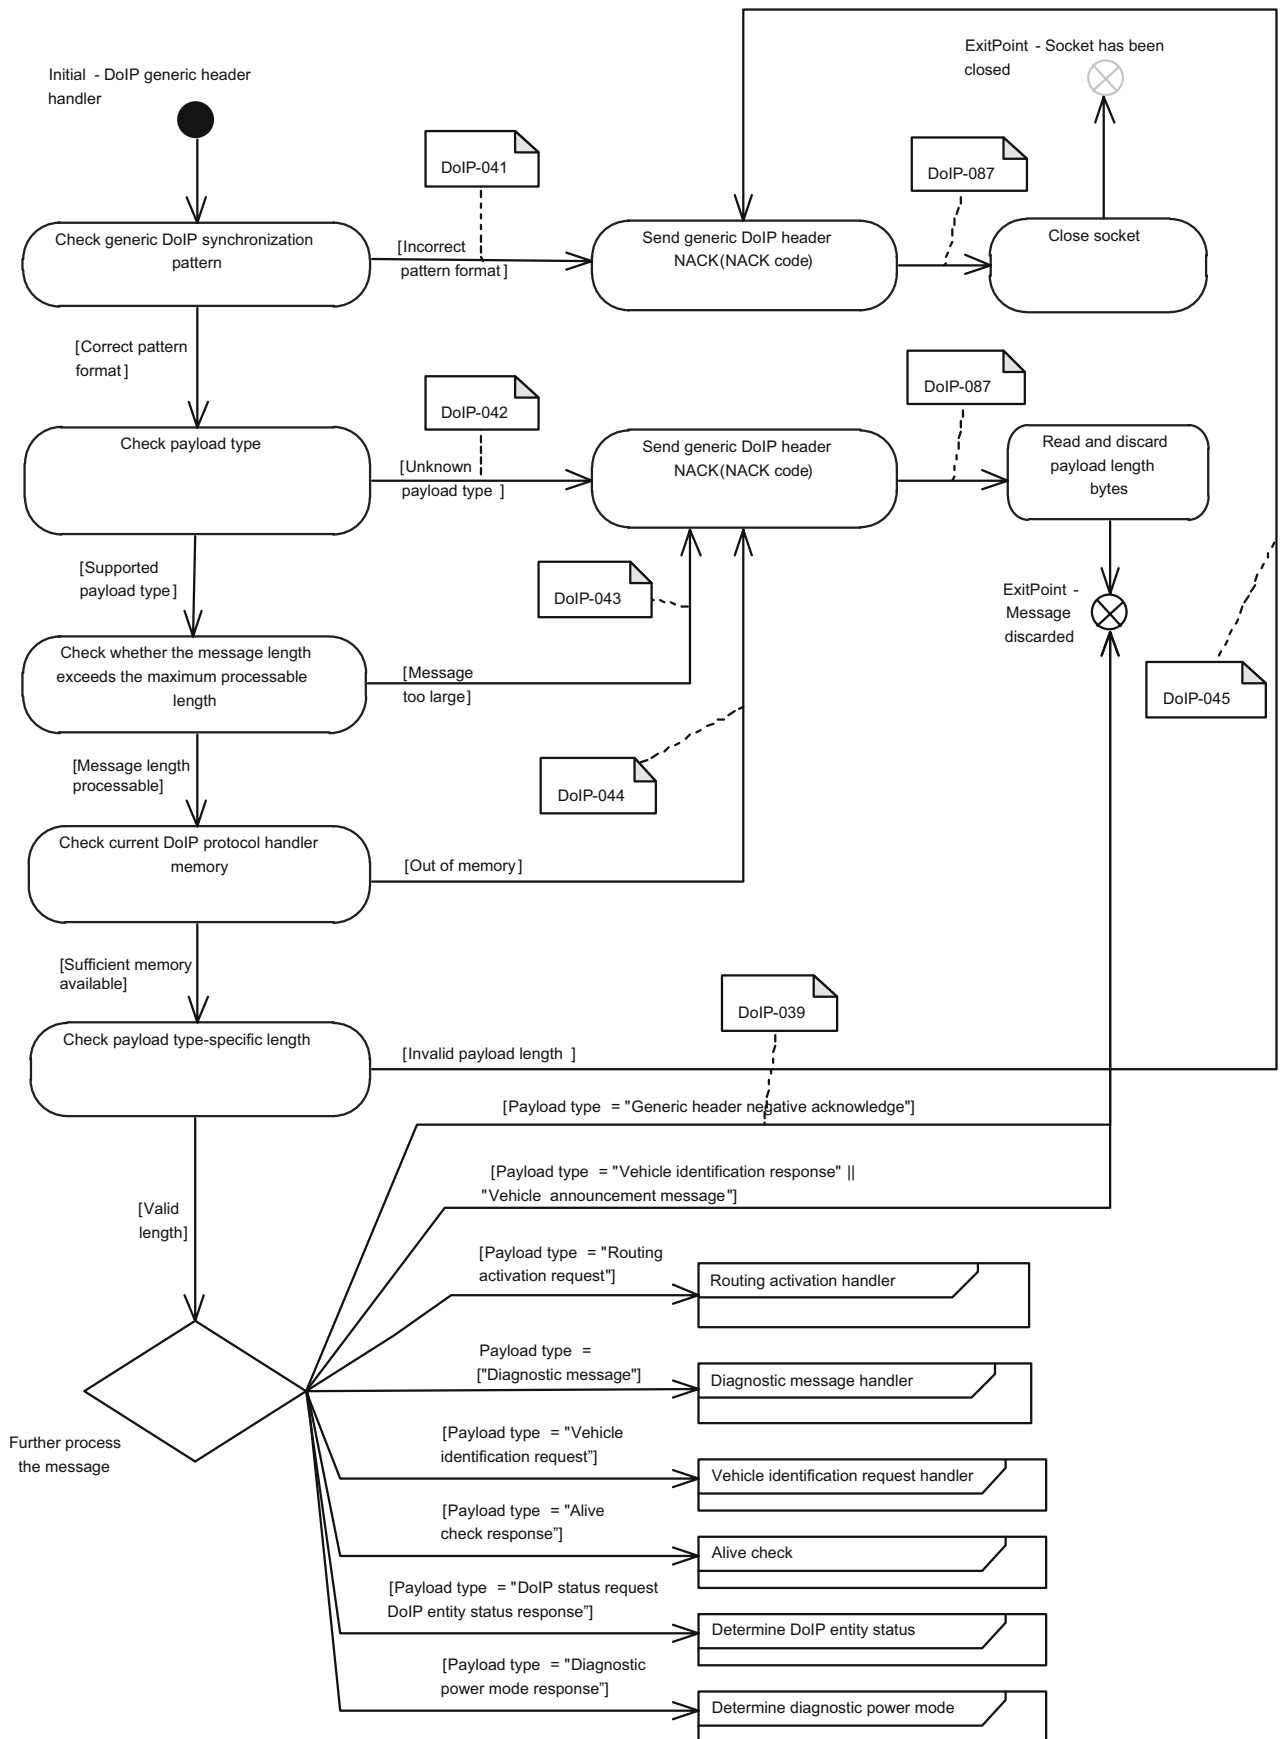 Initial - DoIP generic header
handler
ExitPoint - Socket has been
closed
DoIP-041
DoIP-087
Check generic DoIP synchronization
pattern
[Incorrect
pattern format]
Send generic DoIP header
NACK(NACK code)
Close socket
[Correct pattern
format]
DoIP-042
DoIP-087
Check payload type
[Unknown
payload type ]
Send generic DoIP header
NACK(NACK code)
Read and discard
payload length
bytes
[Supported
payload type]
DoIP-043
ExitPoint -
Message
discarded
Check whether the message length
exceeds the maximum processable
length
[Message
too large]
DoIP-045
[Message length
processable]
DoIP-044
Check current DoIP protocol handler
memory
[Out of memory]
[Sufficient memory
available]
DoIP-039
Check payload type-specific length
[Invalid payload length ]
[Payload type = "Generic header negative acknowledge"]
[Payload type = "Vehicle identification response" ||
"Vehicle announcement message"]
[Valid
length]
[Payload type = "Routing
activation request"]
Routing activation handler
Payload type =
["Diagnostic message"]
Diagnostic message handler
Further process
the message
[Payload type = "Vehicle
identification request”]
Vehicle identification request handler
[Payload type = "Alive
check response”]
Alive check
[Payload type = "DoIP status request
DoIP entity status response”]
Determine DoIP entity status
[Payload type = "Diagnostic
power mode response”]
Determine diagnostic power mode